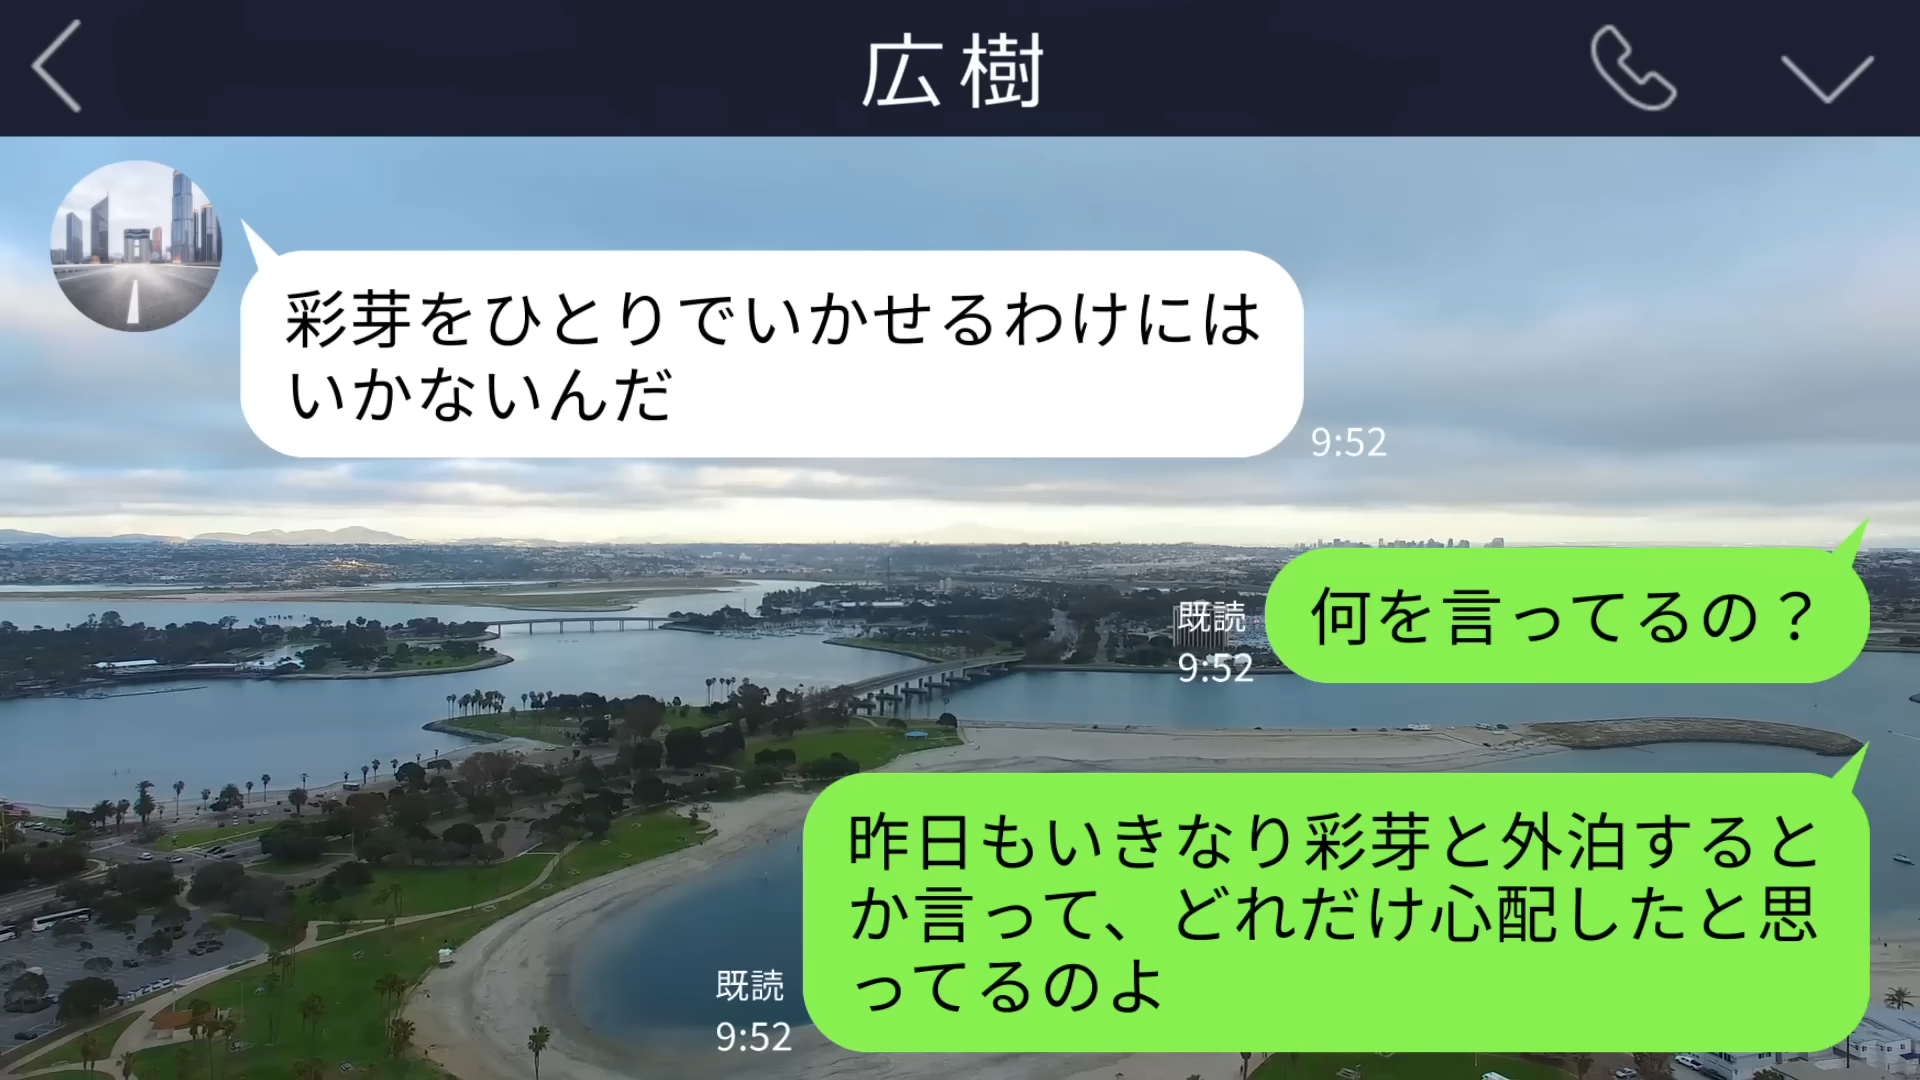 広樹
彩芽をひとりでいかせるわけには
いかないんだ
9:52
何を言ってるの？
既読
9:52
昨日もいきなり彩芽と外泊すると
か言って、どれだけ心配したと思
ってるのよ
既読
9:52